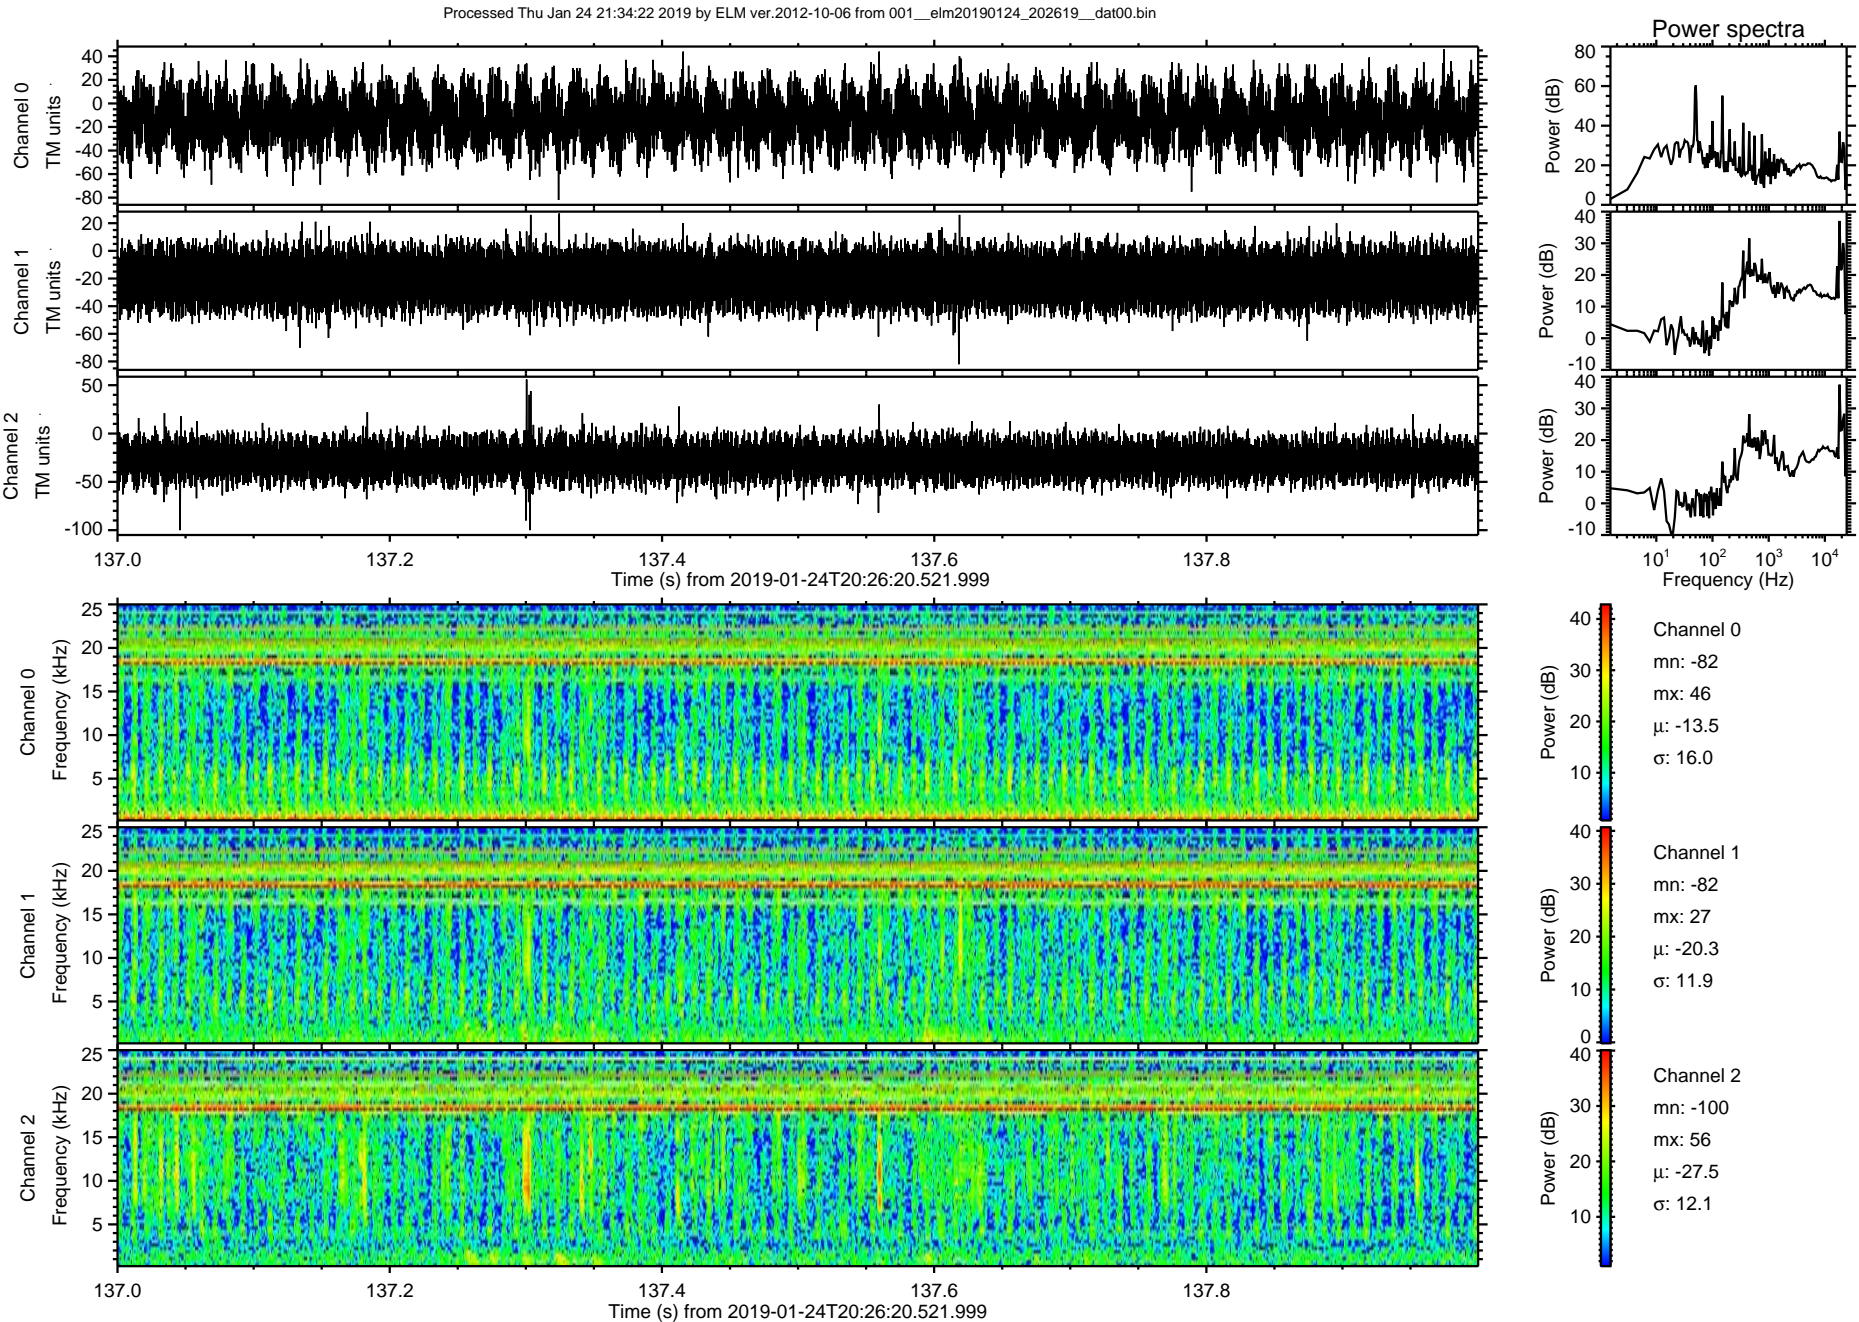 Processed Thu Jan 24 21:34:22 2019 by ELM ver.2012-10-06 from 001__elm20190124_202619__dat00.bin
Power spectra
Channel 0
TM units
40
20
0
-20
-40
-60
-80
Power (dB)
80
60
40
20
0
Channel 1
TM units
20
0
-20
-40
-60
-80
Power (dB)
40
30
20
10
0
-10
Channel 2
TM units
50
0
-50
-100
Power (dB)
40
30
20
10
0
-10
137.0 137.2 137.4 137.6 137.8
Time (s) from 2019-01-24T20:26:20.521.999
10^1 10^2 10^3 10^4
Frequency (Hz)
Channel 0
Frequency (kHz)
25
20
15
10
5
Power (dB)
40
30
20
10
Channel 0
mn: -82
mx: 46
μ: -13.5
σ: 16.0
Channel 1
Frequency (kHz)
25
20
15
10
5
Power (dB)
40
30
20
10
0
Channel 1
mn: -82
mx: 27
μ: -20.3
σ: 11.9
Channel 2
Frequency (kHz)
25
20
15
10
5
Power (dB)
40
30
20
10
Channel 2
mn: -100
mx: 56
μ: -27.5
σ: 12.1
137.0 137.2 137.4 137.6 137.8
Time (s) from 2019-01-24T20:26:20.521.999